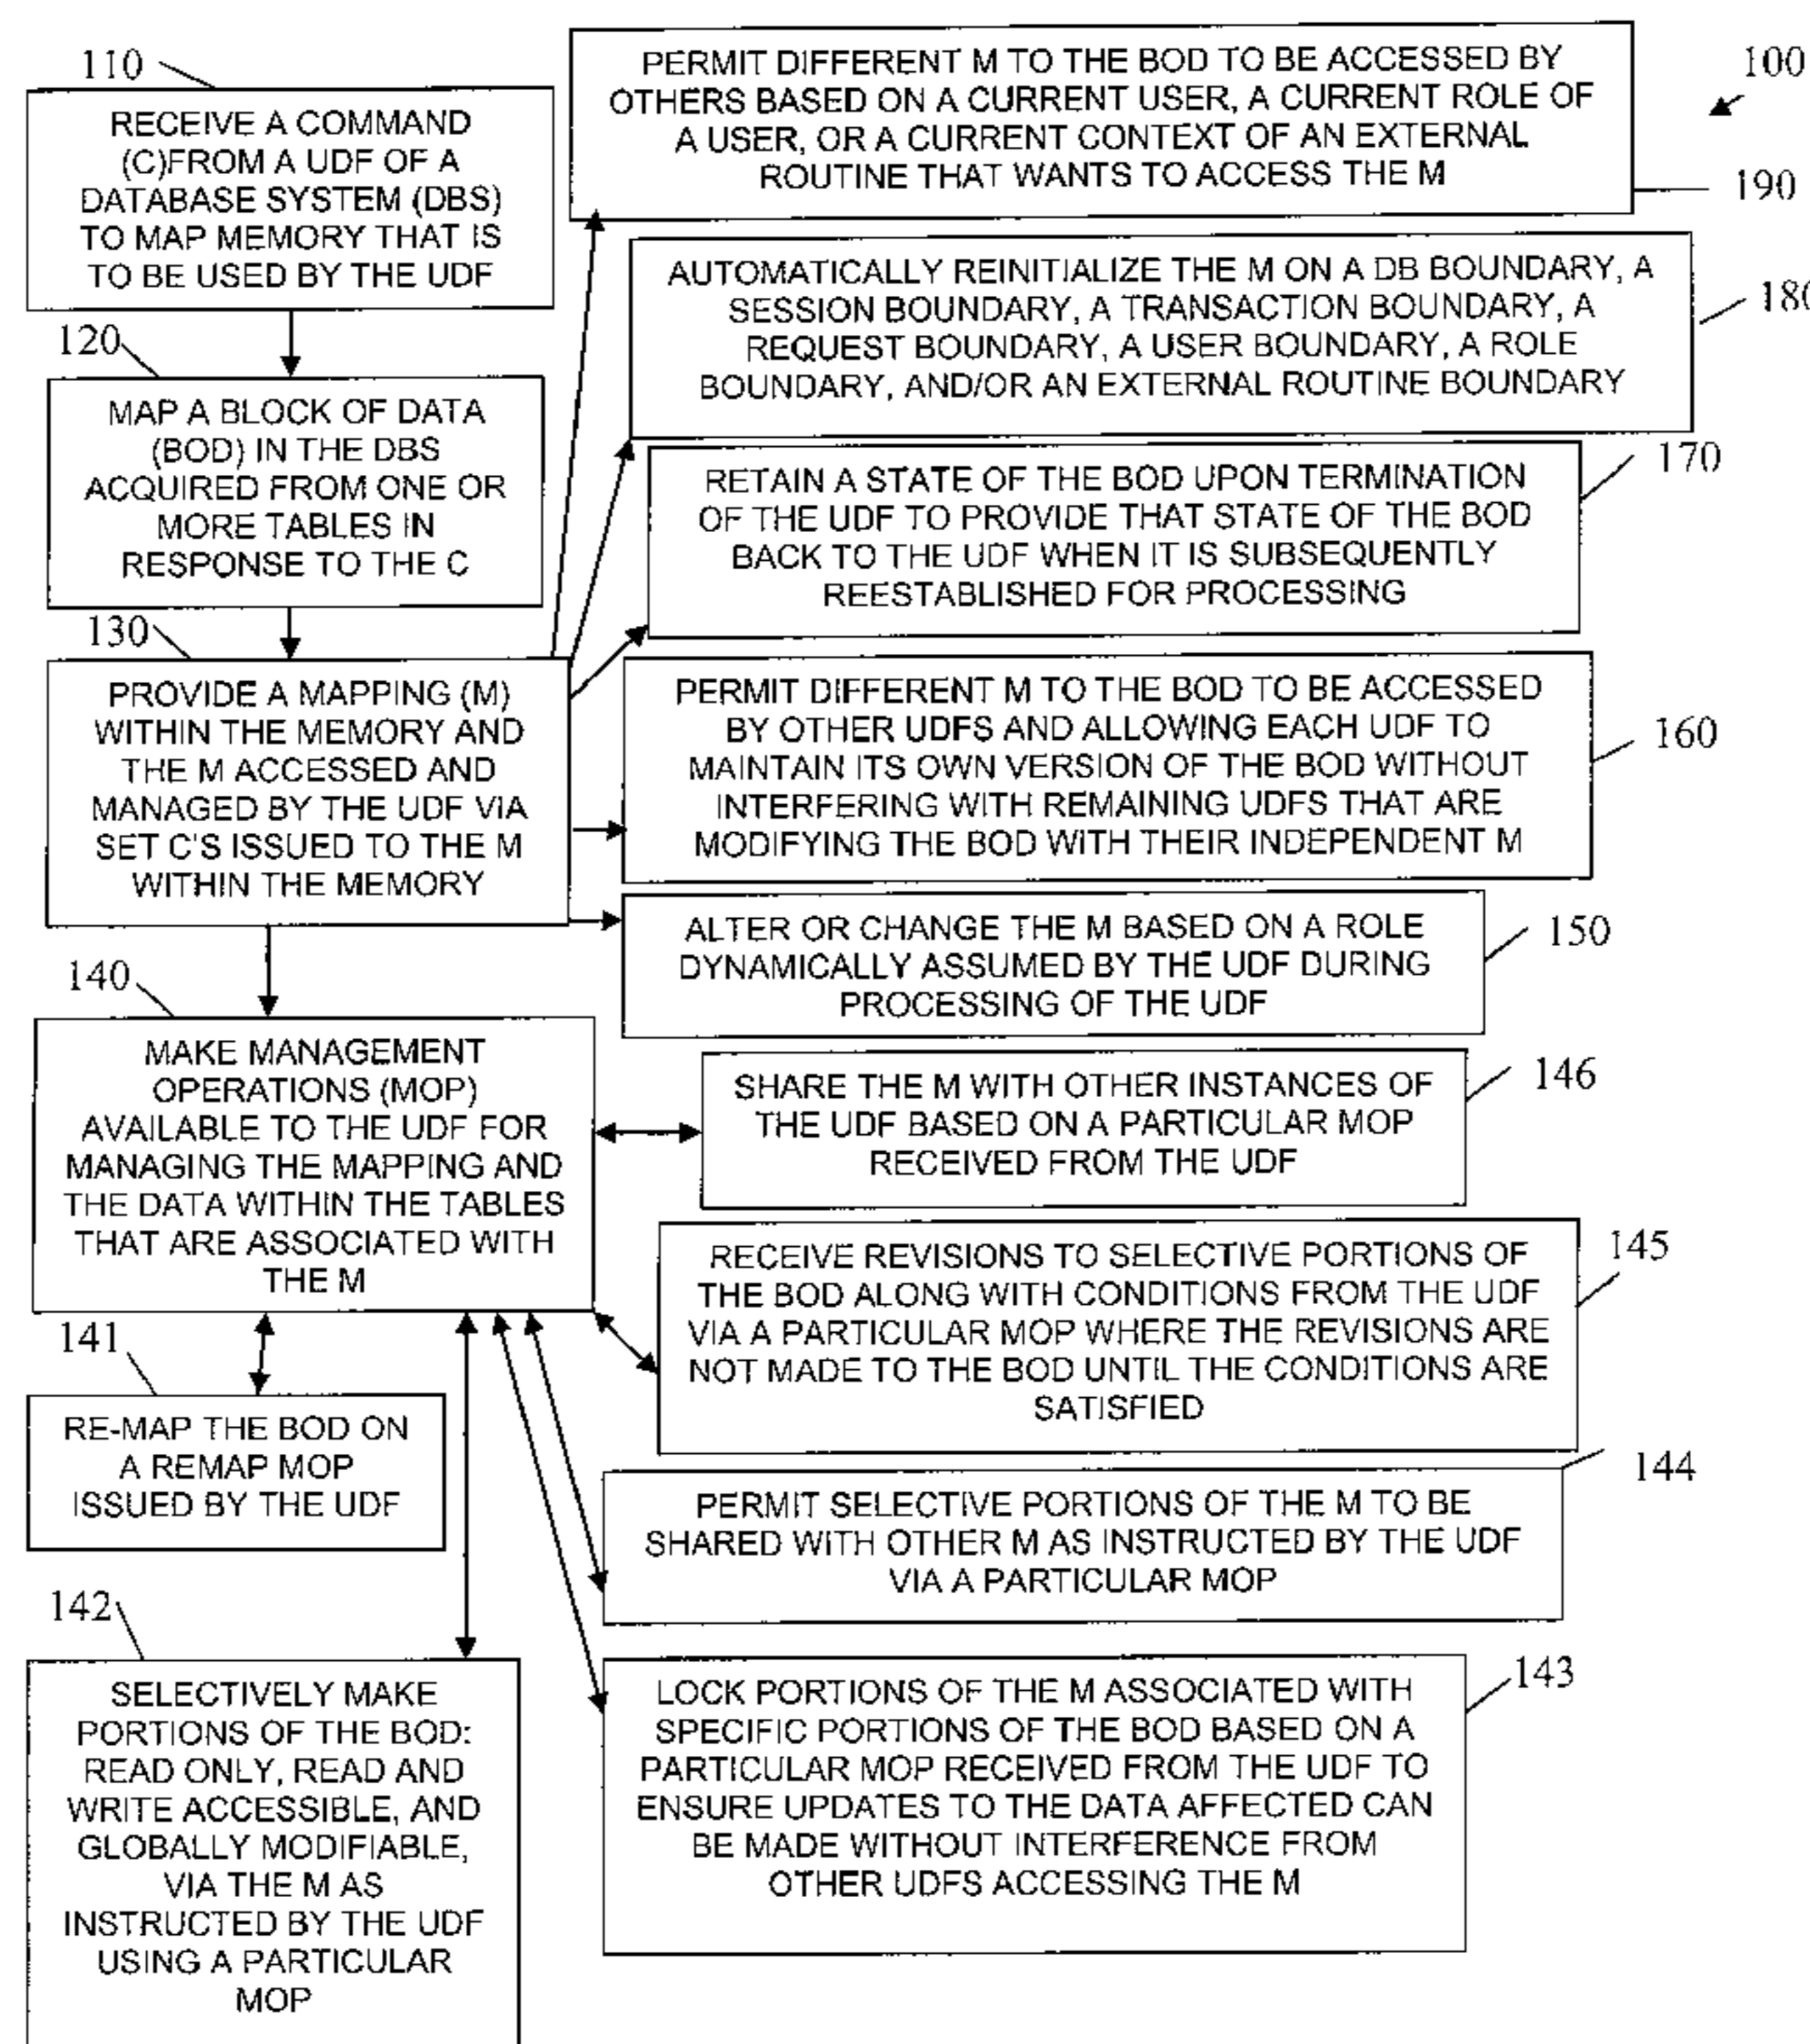 100
110
RECEIVE A COMMAND
(C)FROM A UDF OF A
DATABASE SYSTEM (DBS)
TO MAP MEMORY THAT IS
TO BE USED BY THE UDF
120
MAP A BLOCK OF DATA
(BOD) IN THE DBS
ACQUIRED FROM ONE OR
MORE TABLES IN
RESPONSE TO THE C
130
PROVIDE A MAPPING (M)
WITHIN THE MEMORY AND
THE M ACCESSED AND
MANAGED BY THE UDF VIA
SET C'S ISSUED TO THE M
WITHIN THE MEMORY
140
MAKE MANAGEMENT
OPERATIONS (MOP)
AVAILABLE TO THE UDF FOR
MANAGING THE MAPPING AND
THE DATA WITHIN THE TABLES
THAT ARE ASSOCIATED WITH
THE M
141
RE-MAP THE BOD ON
A REMAP MOP
ISSUED BY THE UDF
142
SELECTIVELY MAKE
PORTIONS OF THE BOD:
READ ONLY, READ AND
WRITE ACCESSIBLE, AND
GLOBALLY MODIFIABLE,
VIA THE M AS
INSTRUCTED BY THE UDF
USING A PARTICULAR
MOP
PERMIT DIFFERENT M TO THE BOD TO BE ACCESSED BY
OTHERS BASED ON A CURRENT USER, A CURRENT ROLE OF
A USER, OR A CURRENT CONTEXT OF AN EXTERNAL
ROUTINE THAT WANTS TO ACCESS THE M
190
AUTOMATICALLY REINITIALIZE THE M ON A DB BOUNDARY, A
SESSION BOUNDARY, A TRANSACTION BOUNDARY, A
REQUEST BOUNDARY, A USER BOUNDARY, A ROLE
BOUNDARY, AND/OR AN EXTERNAL ROUTINE BOUNDARY
180
RETAIN A STATE OF THE BOD UPON TERMINATION
OF THE UDF TO PROVIDE THAT STATE OF THE BOD
BACK TO THE UDF WHEN IT IS SUBSEQUENTLY
REESTABLISHED FOR PROCESSING
170
PERMIT DIFFERENT M TO THE BOD TO BE ACCESSED
BY OTHER UDFS AND ALLOWING EACH UDF TO
MAINTAIN ITS OWN VERSION OF THE BOD WITHOUT
INTERFERING WITH REMAINING UDFS THAT ARE
MODIFYING THE BOD WITH THEIR INDEPENDENT M
160
ALTER OR CHANGE THE M BASED ON A ROLE
DYNAMICALLY ASSUMED BY THE UDF DURING
PROCESSING OF THE UDF
150
SHARE THE M WITH OTHER INSTANCES OF
THE UDF BASED ON A PARTICULAR MOP
RECEIVED FROM THE UDF
146
RECEIVE REVISIONS TO SELECTIVE PORTIONS OF
THE BOD ALONG WITH CONDITIONS FROM THE UDF
VIA A PARTICULAR MOP WHERE THE REVISIONS ARE
NOT MADE TO THE BOD UNTIL THE CONDITIONS ARE
SATISFIED
145
PERMIT SELECTIVE PORTIONS OF THE M TO BE
SHARED WITH OTHER M AS INSTRUCTED BY THE UDF
VIA A PARTICULAR MOP
144
LOCK PORTIONS OF THE M ASSOCIATED WITH
SPECIFIC PORTIONS OF THE BOD BASED ON A
PARTICULAR MOP RECEIVED FROM THE UDF TO
ENSURE UPDATES TO THE DATA AFFECTED CAN
BE MADE WITHOUT INTERFERENCE FROM
OTHER UDFS ACCESSING THE M
143